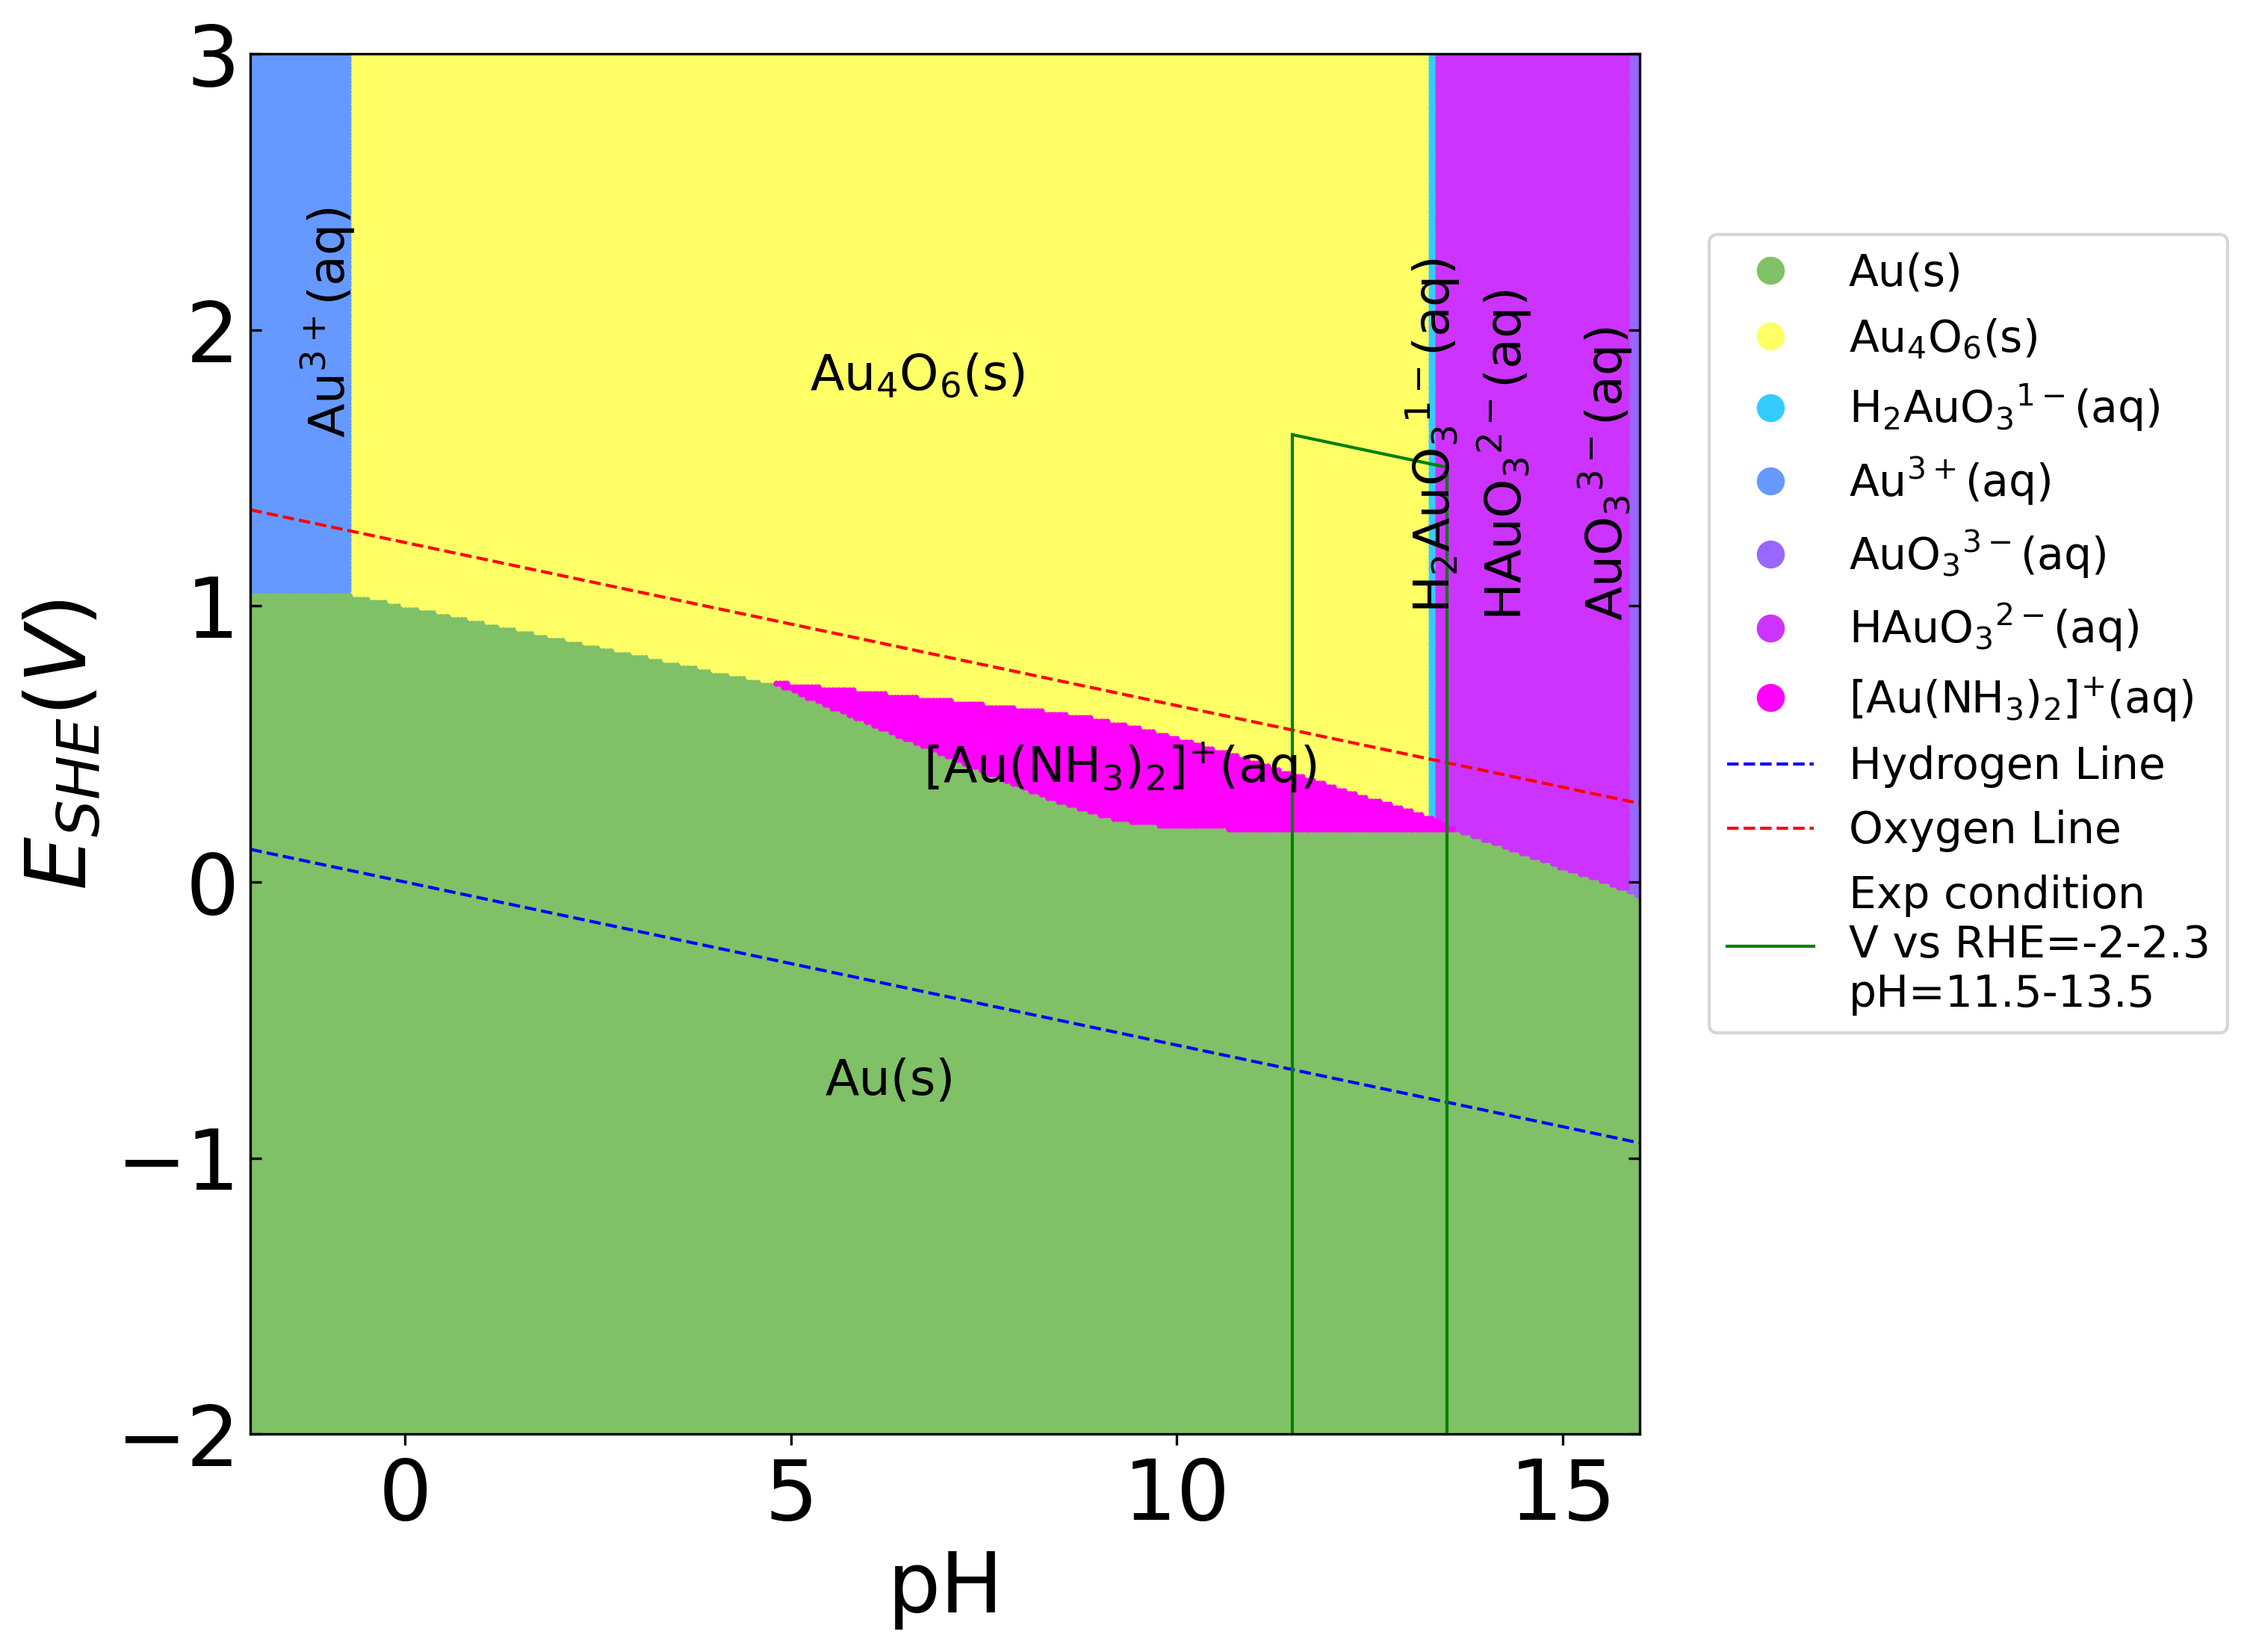 3
2
1
0
−1
−2
E_SHE(V)
0
5
10
15
pH
Au³⁺(aq)
Au₄O₆(s)
H₂AuO₃¹⁻(aq)
HAuO₃²⁻(aq)
AuO₃³⁻(aq)
[Au(NH₃)₂]⁺(aq)
Au(s)
Au(s)
Au₄O₆(s)
H₂AuO₃¹⁻(aq)
Au³⁺(aq)
AuO₃³⁻(aq)
HAuO₃²⁻(aq)
[Au(NH₃)₂]⁺(aq)
Hydrogen Line
Oxygen Line
Exp condition
V vs RHE=-2-2.3
pH=11.5-13.5